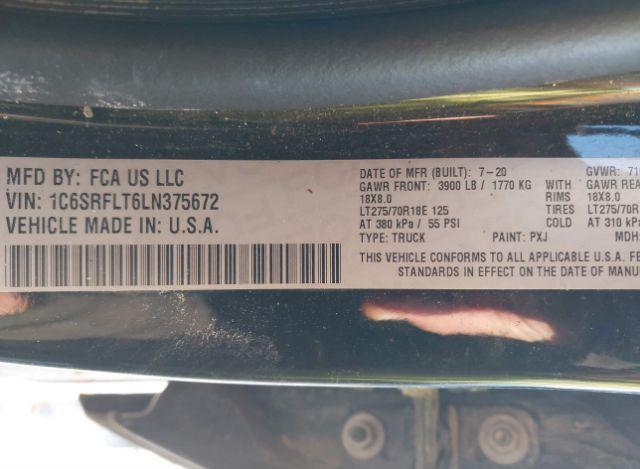 MFD BY: FCA US LLC
VIN: 1C6SRFLT6LN375672
VEHICLE MADE IN: U.S.A.
DATE OF MFR (BUILT): 7-20
GAWR FRONT: 3900 LB / 1770 KG
18X8.0
LT275/70R18E 125
AT 380 kPa / 55 PSI
TYPE: TRUCK
PAINT: PXJ
THIS VEHICLE CONFORMS TO ALL APPLICABLE U.S.A. FE
STANDARDS IN EFFECT ON THE DATE OF MANU
GVWR: 71
WITH GAWR REA
RIMS 18X8.0
TIRES LT275/70R
COLD AT 310 kP
MDH